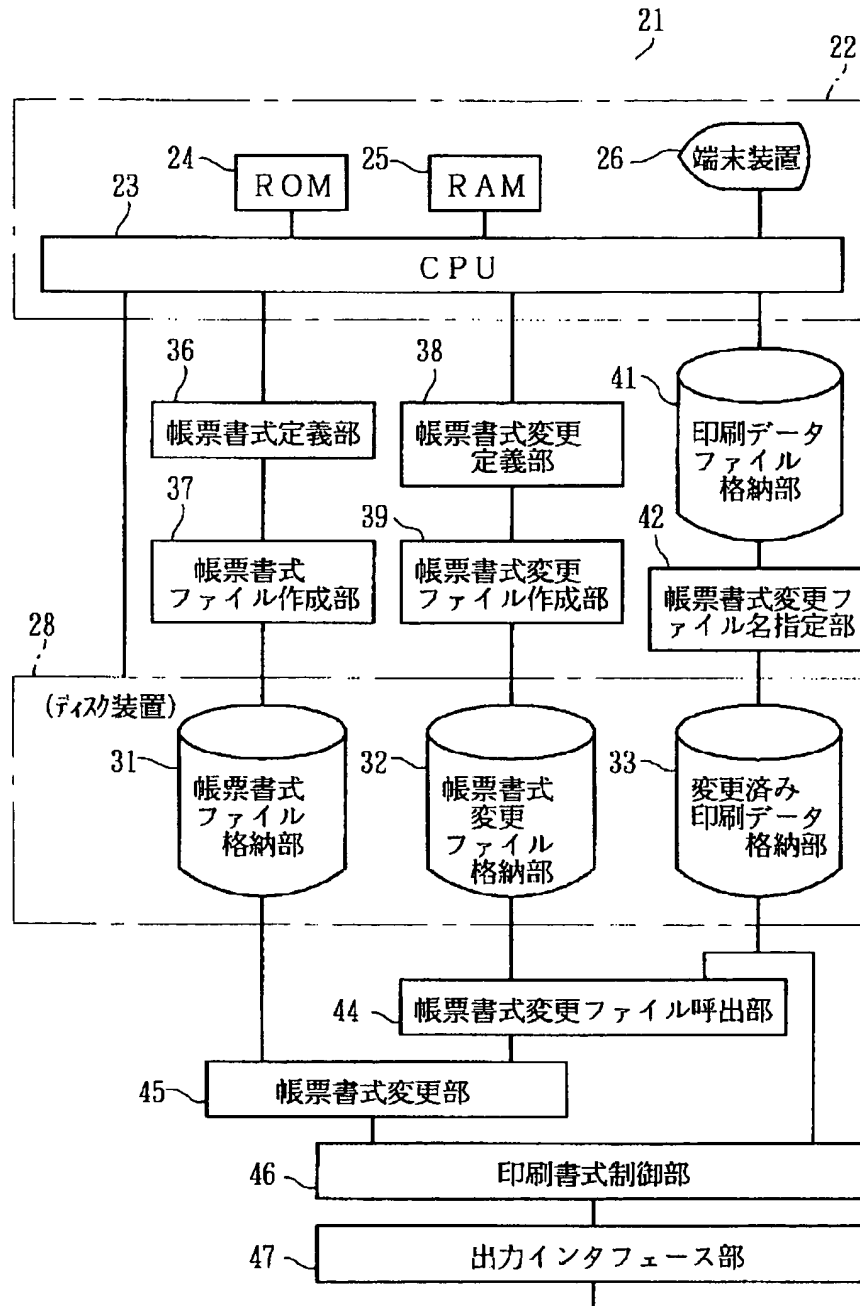 21
22
24
ROM
25
RAM
26
端末装置
23
CPU
36
帳票書式定義部
38
帳票書式変更
定義部
41
印刷データ
ファイル
格納部
37
帳票書式
ファイル作成部
39
帳票書式変更
ファイル作成部
42
帳票書式変更フ
ァイル名指定部
28
(ディスク装置)
31
帳票書式
ファイル
格納部
32
帳票書式
変更
ファイル
格納部
33
変更済み
印刷データ
格納部
44
帳票書式変更ファイル呼出部
45
帳票書式変更部
46
印刷書式制御部
47
出力インタフェース部